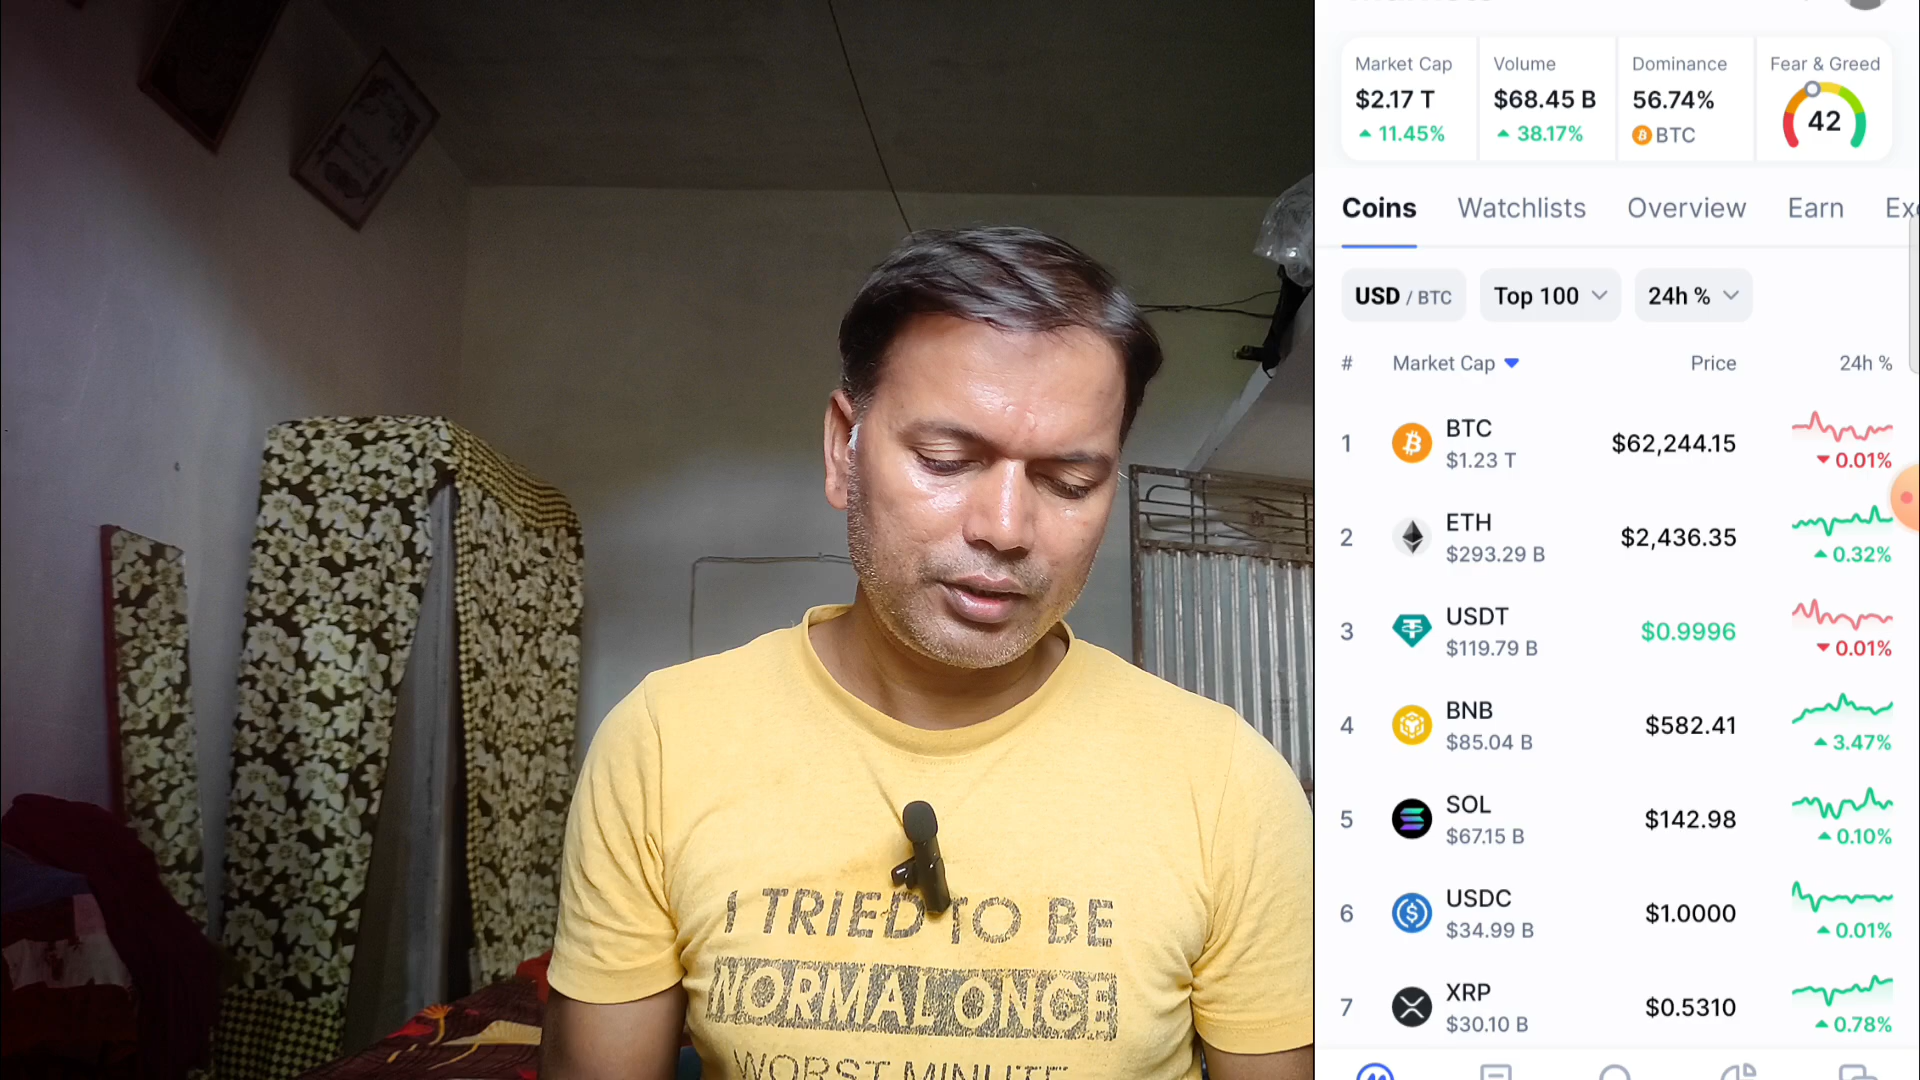 Market Cap
$2.17 T
11.45%
Volume
$68.45 B
38.17%
Dominance
56.74%
BTC
Fear & Greed
42
Coins Watchlists Overview Earn
USD / BTC Top 100 24h %
# Market Cap Price 24h %
1 BTC $62,244.15
$1.23 T 0.01%
2 ETH $2,436.35
$293.29 B 0.32%
3 USDT $0.9996
$119.79 B 0.01%
4 BNB $582.41
$85.04 B 3.47%
5 SOL $142.98
$67.15 B 0.10%
6 USDC $1.0000
$34.99 B 0.01%
7 XRP $0.5310
$30.10 B 0.78%
I TRIED TO BE
NORMAL ONCE
WORST MINUTE